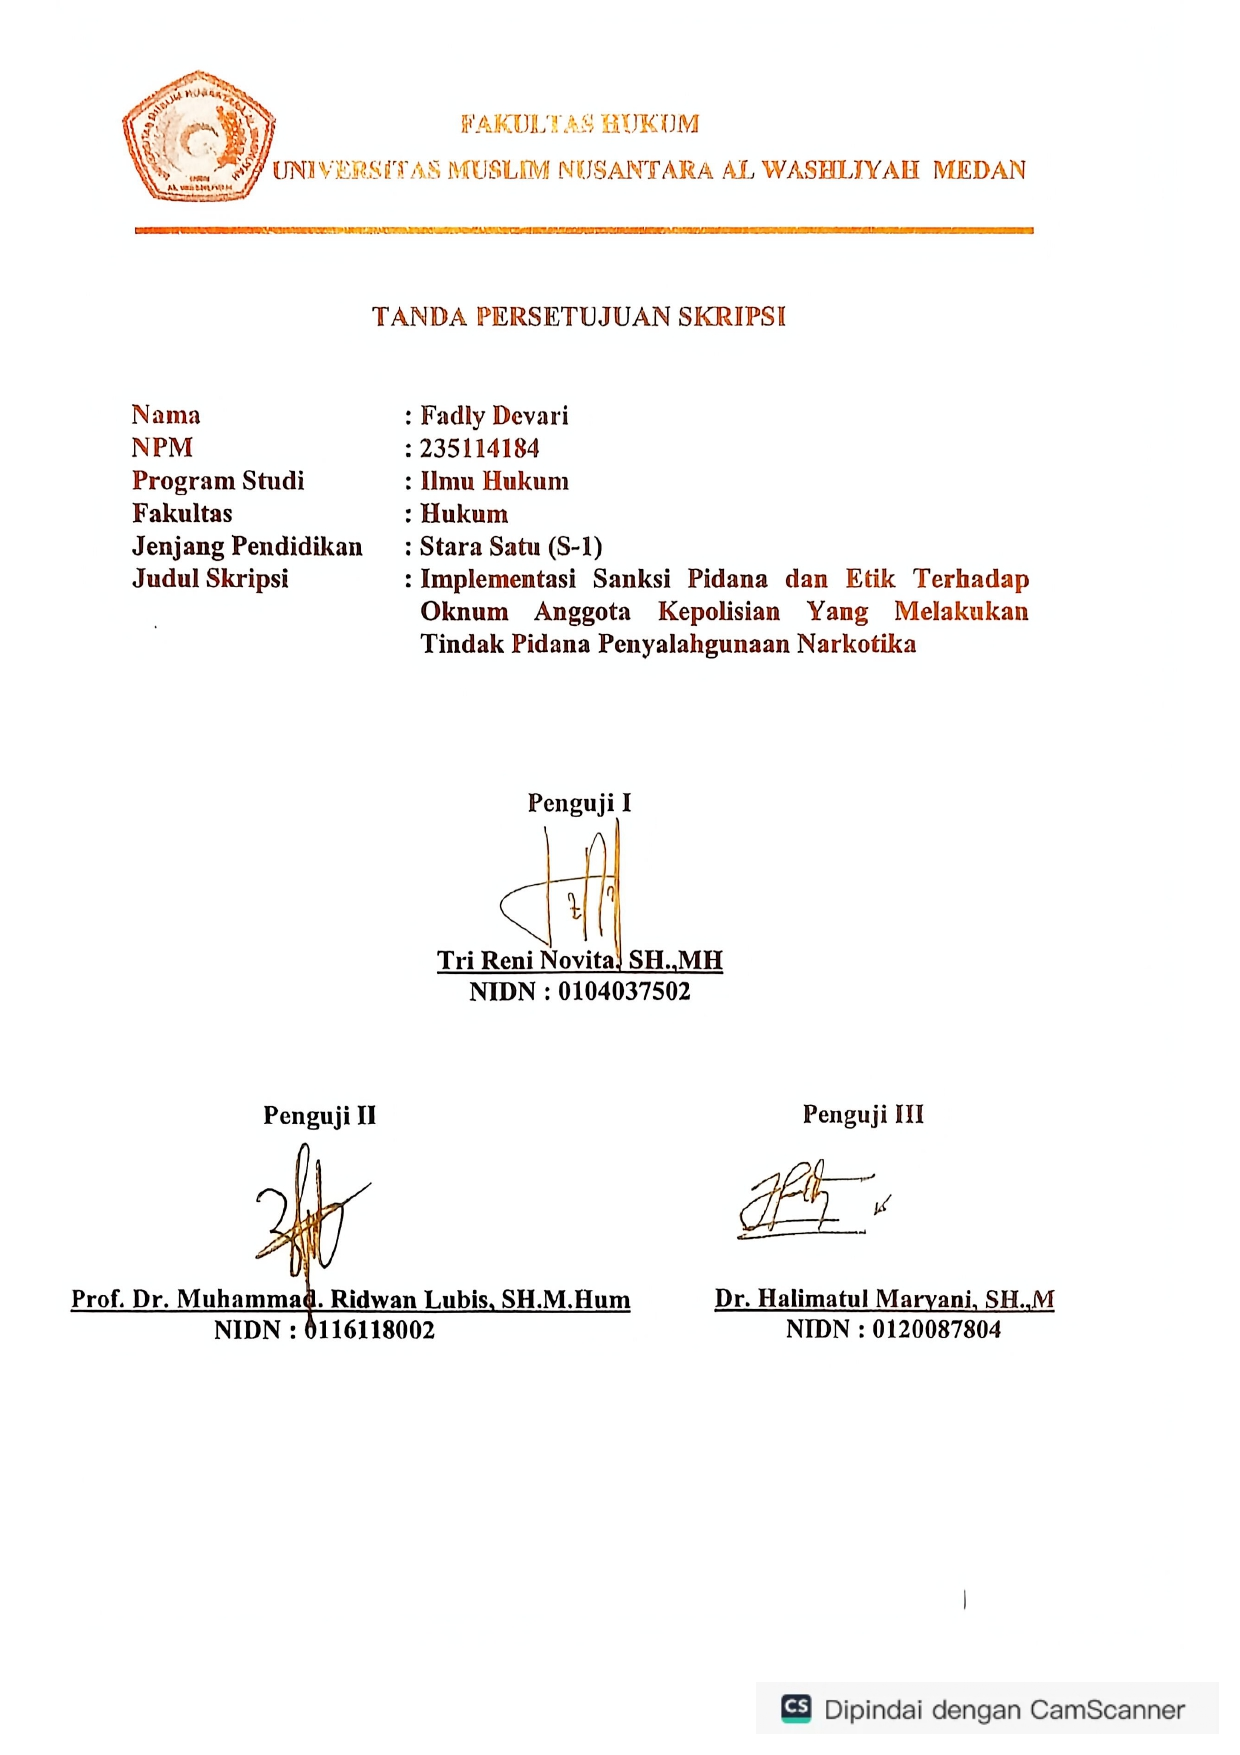 FAKULTAS HUKUM
UNIVERSITAS MUSLIM NUSANTARA AL WASHLIYAH MEDAN
TANDA PERSETUJUAN SKRIPSI
Nama : Fadly Devari
NPM : 235114184
Program Studi : Ilmu Hukum
Fakultas : Hukum
Jenjang Pendidikan : Stara Satu (S-1)
Judul Skripsi : Implementasi Sanksi Pidana dan Etik Terhadap
Oknum Anggota Kepolisian Yang Melakukan
Tindak Pidana Penyalahgunaan Narkotika
Penguji I
Tri Reni Novita, SH.,MH
NIDN : 0104037502
Penguji II Penguji III
Prof. Dr. Muhammad. Ridwan Lubis, SH.M.Hum Dr. Halimatul Maryani, SH.,M
NIDN : 0116118002 NIDN : 0120087804
CS Dipindai dengan CamScanner